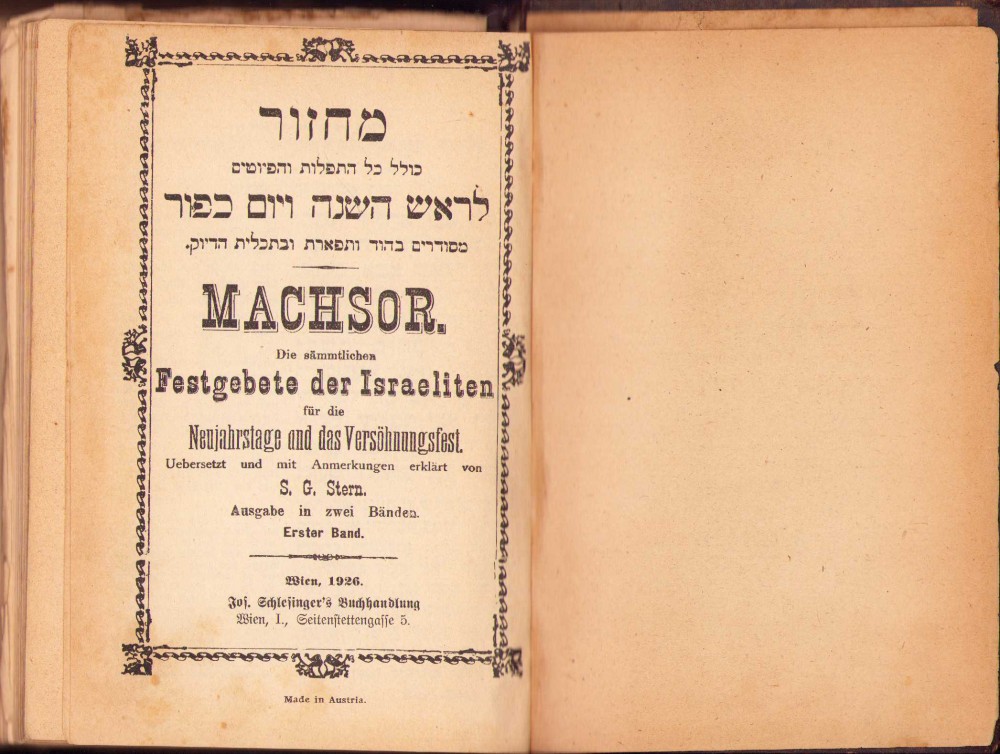 מחזור
כולל כל התפלות והפיוטים
לראש השנה ויום כפור
מסודרים בהוד ותפארת ובתכלית הדיוק.
MACHSOR.
Die sämmtlichen
Festgebete der Israeliten
für die
Neujahrstage und das Versöhnungsfest.
Uebersetzt und mit Anmerkungen erklärt von
S. G. Stern.
Ausgabe in zwei Bänden.
Erster Band.
Wien, 1926.
Jos. Schlesinger's Buchhandlung
Wien, I., Seitenstettengasse 5.
Made in Austria.